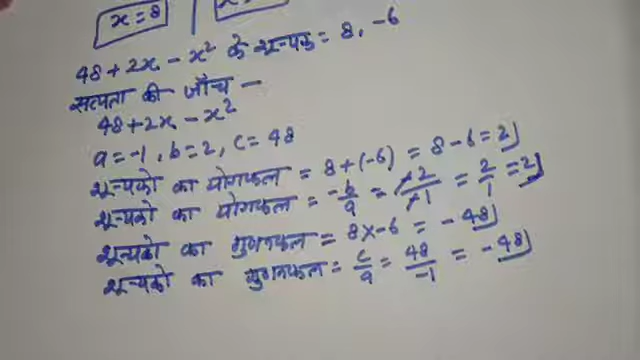 x = 8
48 + 2x - x² के शून्यक = 8, -6
सत्यता की जाँच -
48 + 2x - x²
a = -1, b = 2, c = 48
शून्यको का योगफल = 8 + (-6) = 8 - 6 = 2
शून्यको का योगफल = -b/a = -2/-1 = 2/1 = 2
शून्यको का गुणनफल = 8 x -6 = -48
शून्यको का गुणनफल = c/a = 48/-1 = -48